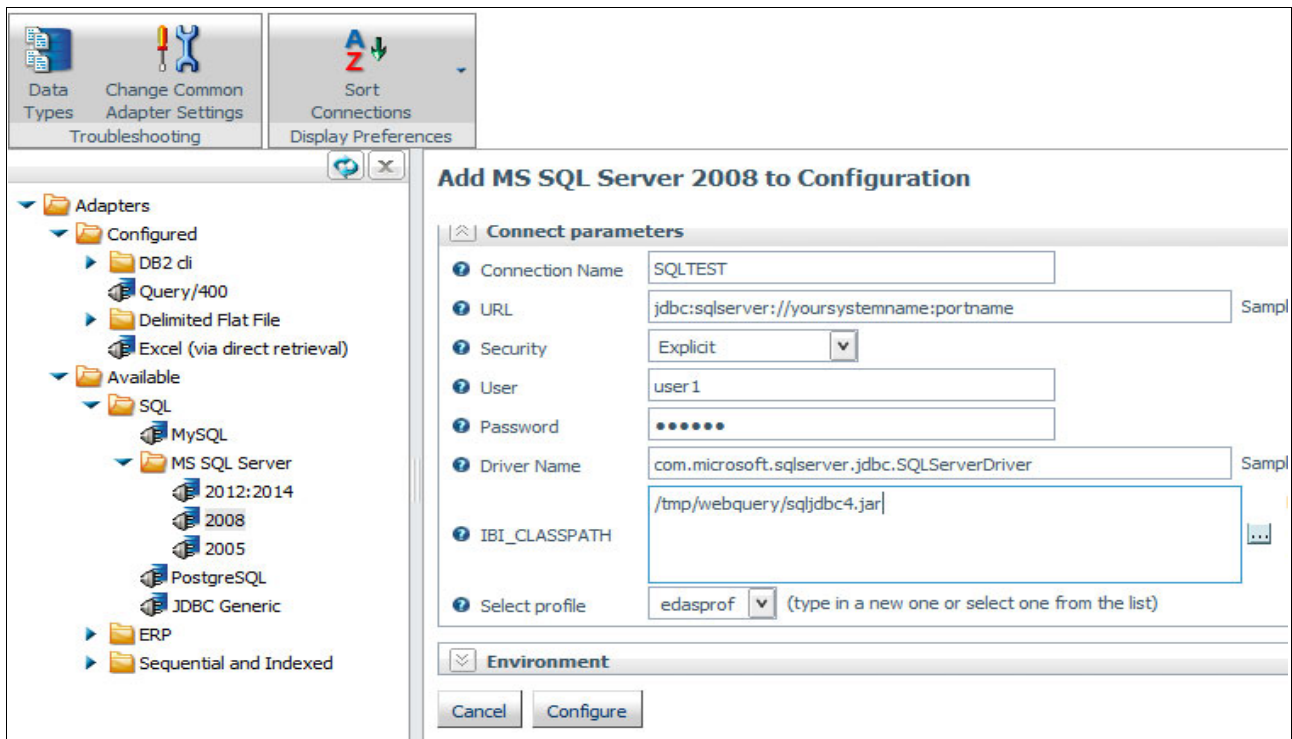 Data Types
Change Common Adapter Settings
Troubleshooting
Sort Connections
Display Preferences
Adapters
Configured
DB2 cli
Query/400
Delimited Flat File
Excel (via direct retrieval)
Available
SQL
MySQL
MS SQL Server
2012:2014
2008
2005
PostgreSQL
JDBC Generic
ERP
Sequential and Indexed
Add MS SQL Server 2008 to Configuration
Connect parameters
Connection Name SQLTEST
URL jdbc:sqlserver://yoursystemname:portname Sampl
Security Explicit
User user1
Password ●●●●●●
Driver Name com.microsoft.sqlserver.jdbc.SQLServerDriver Sampl
IBI_CLASSPATH /tmp/webquery/sqljdbc4.jar ...
Select profile edasprof (type in a new one or select one from the list)
Environment
Cancel Configure